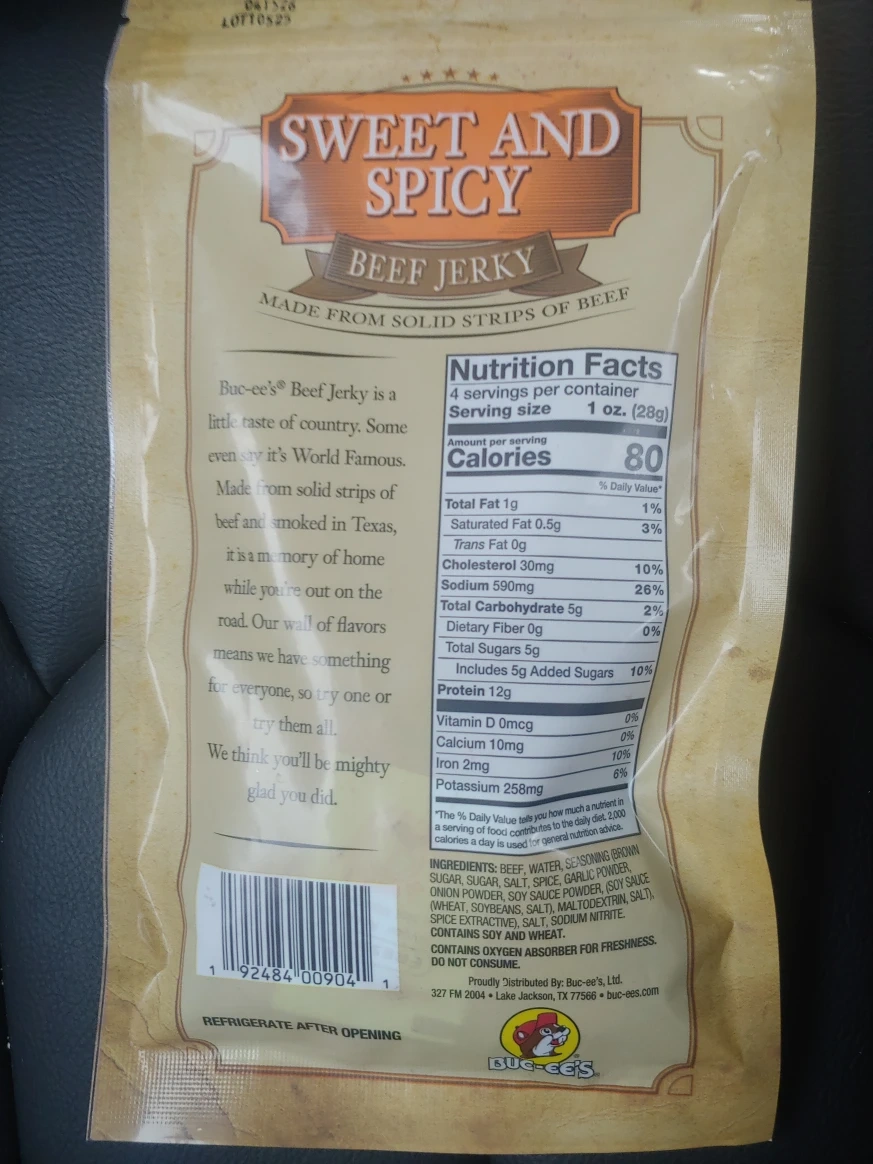 LOT10525
SWEET AND
SPICY
BEEF JERKY
MADE FROM SOLID STRIPS OF BEEF
Buc-ee's® Beef Jerky is a
little taste of country. Some
even say it's World Famous.
Made from solid strips of
beef and smoked in Texas,
it is a memory of home
while you're out on the
road. Our wall of flavors
means we have something
for everyone, so try one or
try them all.
We think you'll be mighty
glad you did.
Nutrition Facts
4 servings per container
Serving size 1 oz. (28g)
Amount per serving
Calories 80
% Daily Value*
Total Fat 1g 1%
Saturated Fat 0.5g 3%
Trans Fat 0g
Cholesterol 30mg 10%
Sodium 590mg 26%
Total Carbohydrate 5g 2%
Dietary Fiber 0g 0%
Total Sugars 5g
Includes 5g Added Sugars 10%
Protein 12g
Vitamin D 0mcg 0%
Calcium 10mg 0%
Iron 2mg 10%
Potassium 258mg 6%
*The % Daily Value tells you how much a nutrient in
a serving of food contributes to the daily diet. 2,000
calories a day is used for general nutrition advice.
INGREDIENTS: BEEF, WATER, SEASONING (BROWN
SUGAR, SUGAR, SALT, SPICE, GARLIC POWDER,
ONION POWDER, SOY SAUCE POWDER, (SOY SAUCE
(WHEAT, SOYBEANS, SALT), MALTODEXTRIN, SALT),
SPICE EXTRACTIVE), SALT, SODIUM NITRITE.
CONTAINS SOY AND WHEAT.
CONTAINS OXYGEN ABSORBER FOR FRESHNESS.
DO NOT CONSUME.
Proudly Distributed By: Buc-ee's, Ltd.
327 FM 2004 • Lake Jackson, TX 77566 • buc-ees.com
1 92484 00904 1
REFRIGERATE AFTER OPENING
BUC-EE'S